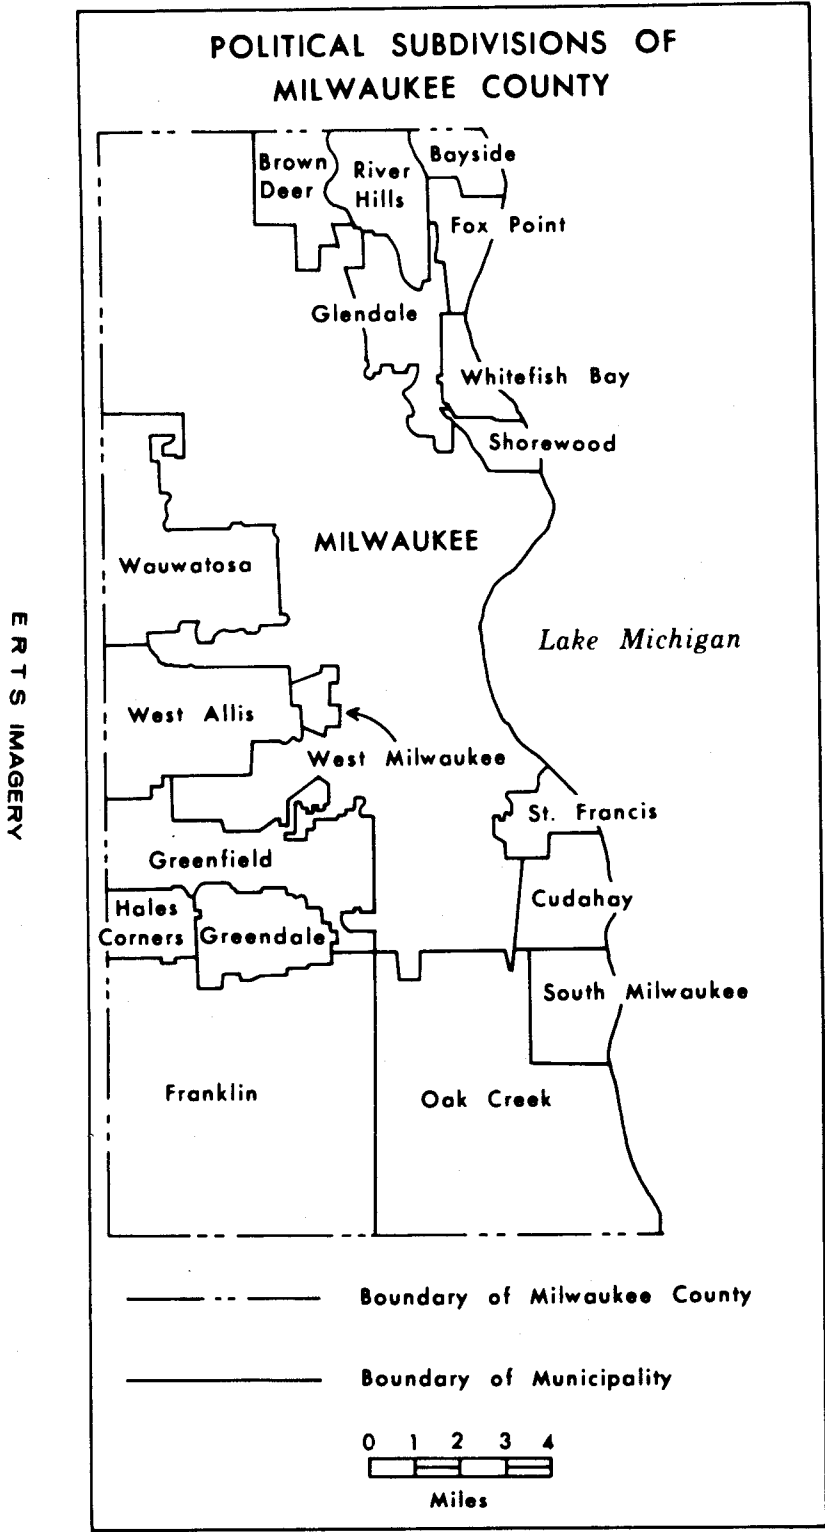 POLITICAL SUBDIVISIONS OF
MILWAUKEE COUNTY
Brown
Deer
River
Hills
Bayside
Fox Point
Glendale
Whitefish Bay
Shorewood
MILWAUKEE
Wauwatosa
Lake Michigan
West Allis
West Milwaukee
St. Francis
Greenfield
Hales
Corners
Greendale
Cudahay
South Milwaukee
Franklin
Oak Creek
Boundary of Milwaukee County
Boundary of Municipality
0 1 2 3 4
Miles
ERTS IMAGERY